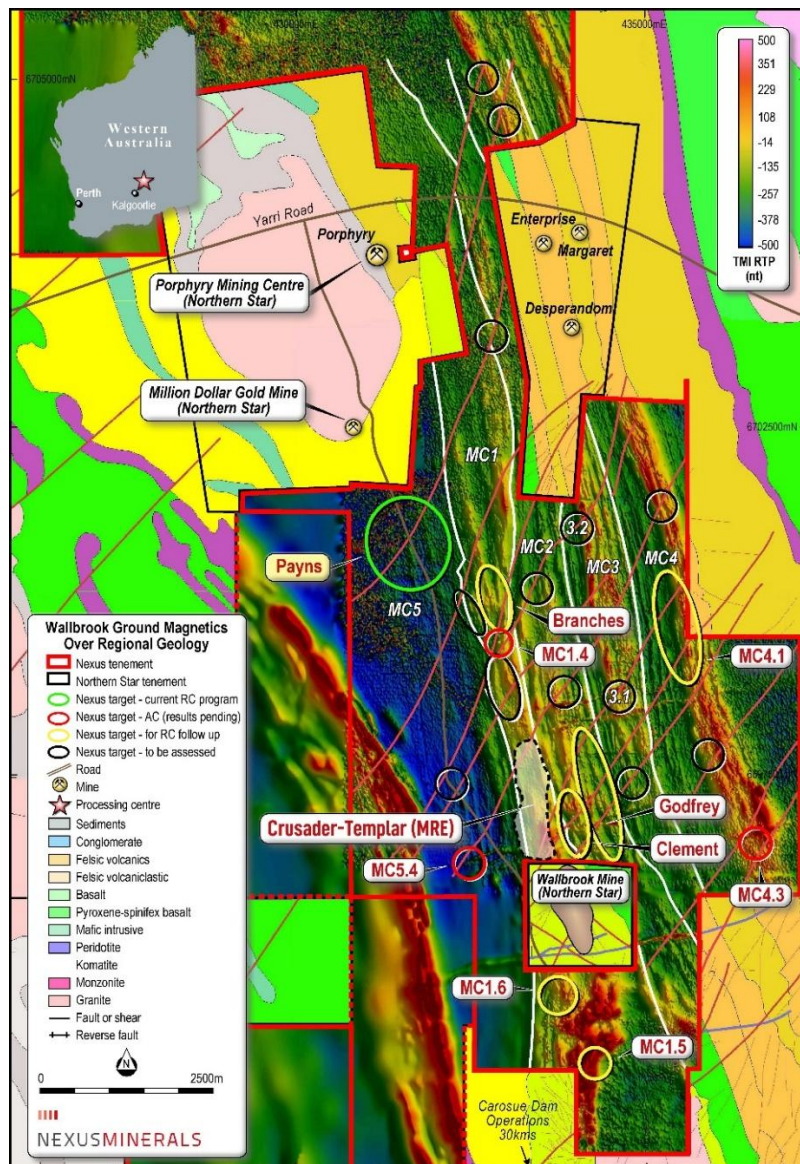 430000mE
435000mE
6705000mN
Western
Australia
Perth
Kalgoorlie
500
351
229
108
-14
-135
-257
-378
-500
TMI RTP
(nt)
Yarri Road
Porphyry
Porphyry Mining Centre
(Northern Star)
Enterprise
Margaret
Desperandom
Million Dollar Gold Mine
(Northern Star)
6702500mN
MC1
3.2
MC2
MC3
MC4
Payns
MC5
Branches
MC1.4
MC4.1
3.1
Crusader-Templar (MRE)
Godfrey
Clement
MC5.4
Wallbrook Mine
(Northern Star)
MC4.3
MC1.6
MC1.5
Carosue Dam
Operations
30kms
Wallbrook Ground Magnetics
Over Regional Geology
Nexus tenement
Northern Star tenement
Nexus target - current RC program
Nexus target - AC (results pending)
Nexus target - for RC follow up
Nexus target - to be assessed
Road
Mine
Processing centre
Sediments
Conglomerate
Felsic volcanics
Felsic volcaniclastic
Basalt
Pyroxene-spinifex basalt
Mafic intrusive
Peridotite
Komatite
Monzonite
Granite
Fault or shear
Reverse fault
N
0 2500m
NEXUSMINERALS